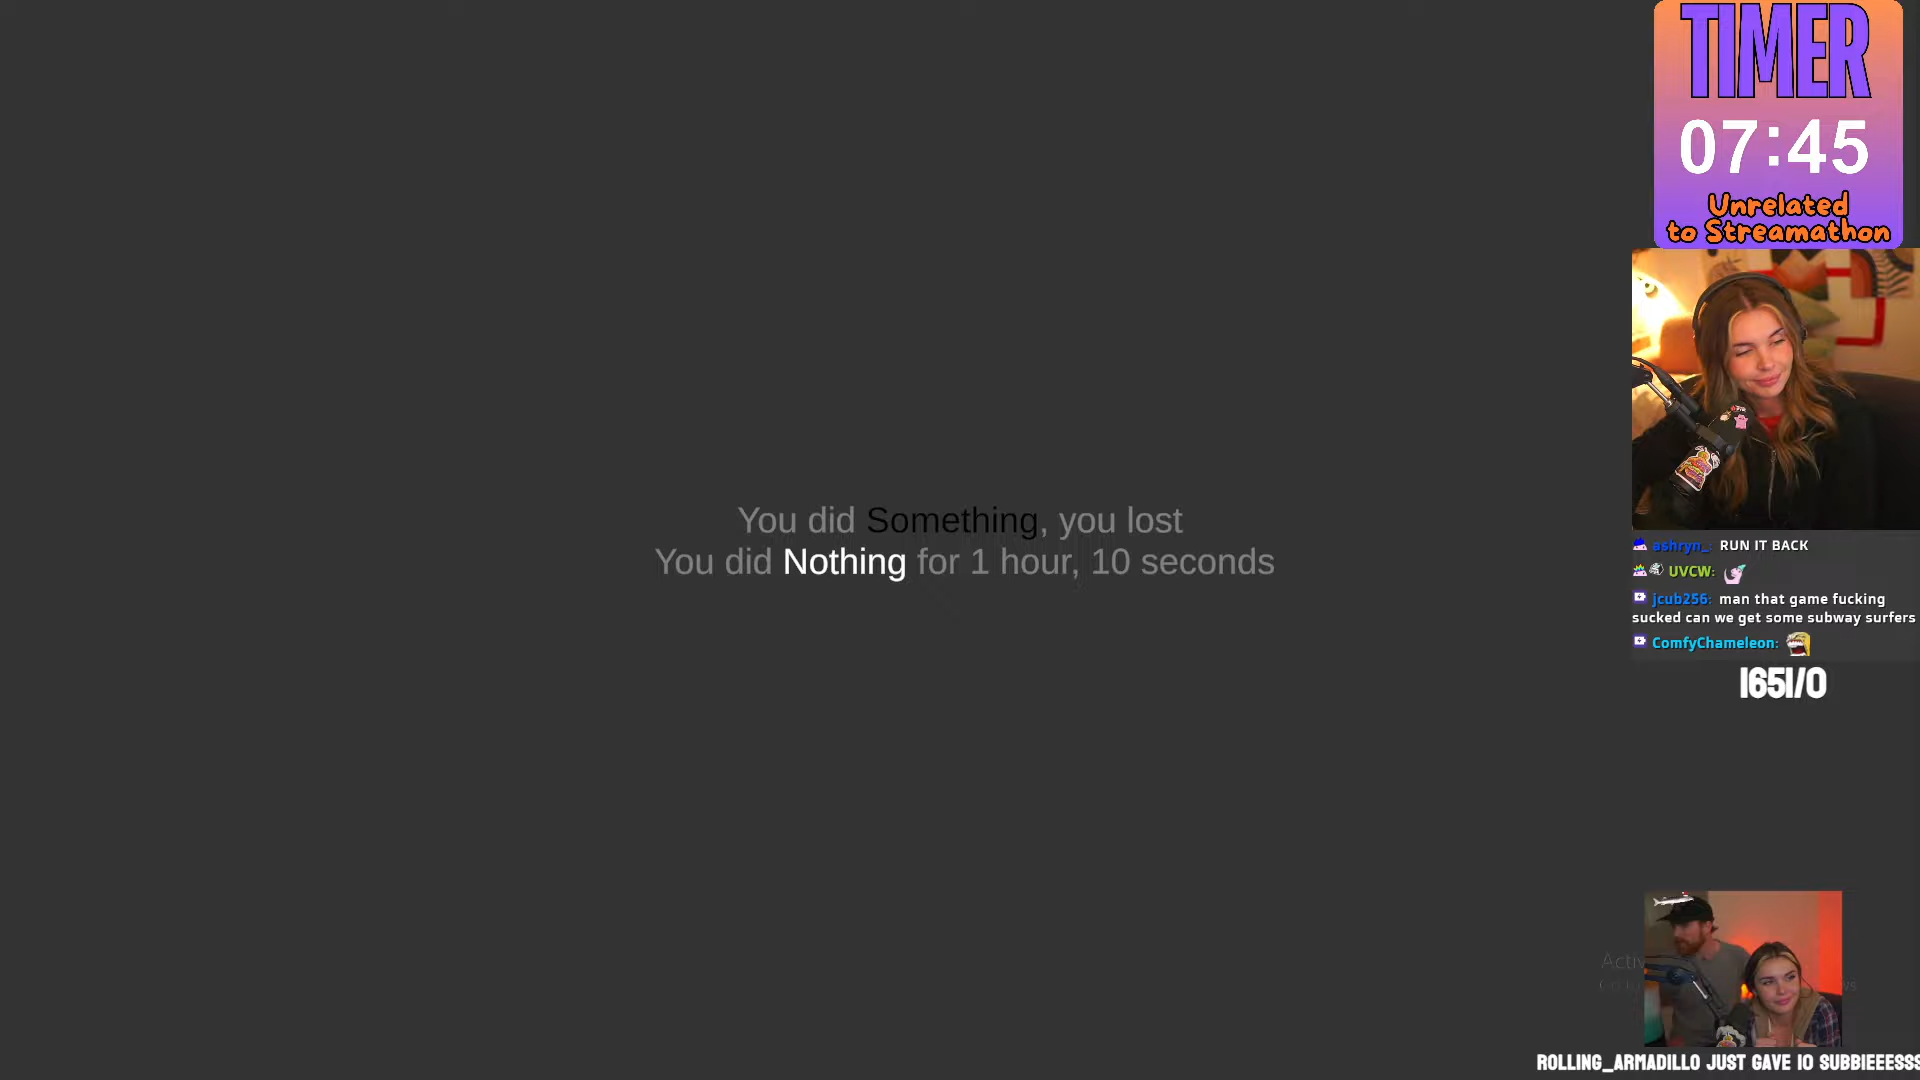 TIMER
07:45
Unrelated
to Streamathon
You did Something, you lost
You did Nothing for 1 hour, 10 seconds
ashryn_: RUN IT BACK
UVCW:
jcub256: man that game fucking
sucked can we get some subway surfers
ComfyChameleon:
1651/0
Activ
ROLLING_ARMADILLO JUST GAVE 10 SUBBIEEESSS